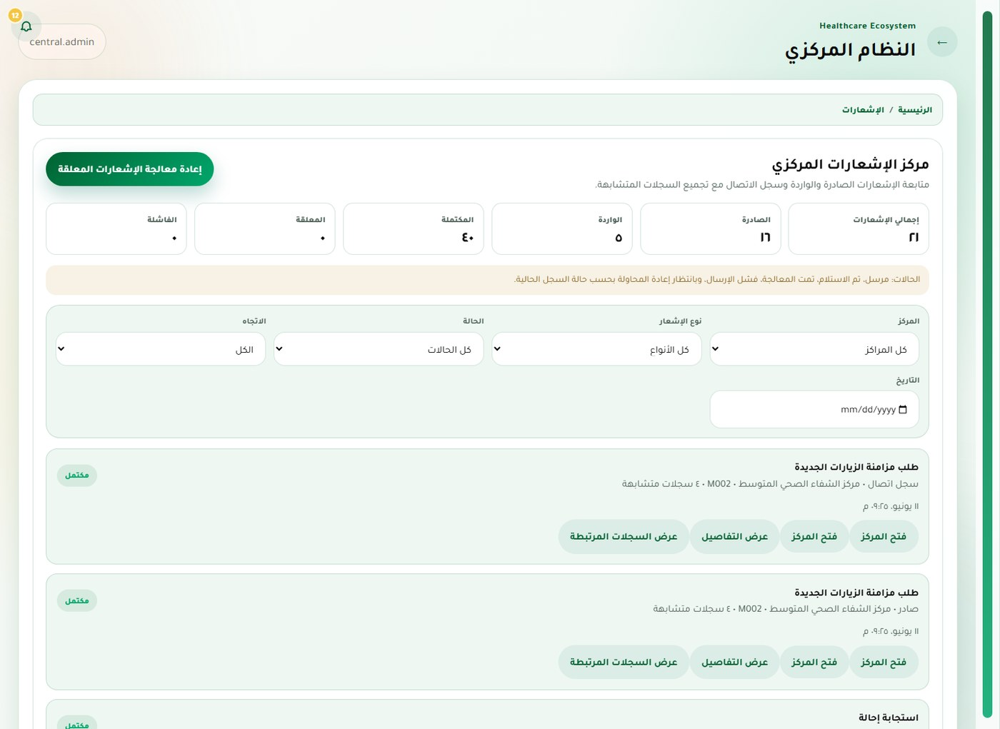 Healthcare Ecosystem
النظام المركزي
←
12
central.admin
الرئيسية / الإشعارات
مركز الإشعارات المركزي
متابعة الإشعارات الصادرة والواردة وسجل الاتصال مع تجميع السجلات المتشابهة.
إعادة معالجة الإشعارات المعلقة
إجمالي الإشعارات
٢١
الصادرة
١٦
الواردة
٥
المكتملة
٤٠
المعلقة
٠
الفاشلة
٠
الحالات: مرسل، تم الاستلام، تمت المعالجة، فشل الإرسال، وبانتظار إعادة المحاولة بحسب حالة السجل الحالية.
المركز
كل المراكز
نوع الإشعار
كل الأنواع
الحالة
كل الحالات
الاتجاه
الكل
التاريخ
mm/dd/yyyy
طلب مزامنة الزيارات الجديدة
سجل اتصال • مركز الشفاء الصحي المتوسط • M002 • ٤ سجلات متشابهة
١١ يونيو، ٠٩:٢٥ م
مكتمل
فتح المركز
فتح المركز
عرض التفاصيل
عرض السجلات المرتبطة
طلب مزامنة الزيارات الجديدة
صادر • مركز الشفاء الصحي المتوسط • M002 • ٤ سجلات متشابهة
١١ يونيو، ٠٩:٢٥ م
مكتمل
فتح المركز
فتح المركز
عرض التفاصيل
عرض السجلات المرتبطة
استجابة إحالة
مكتمل